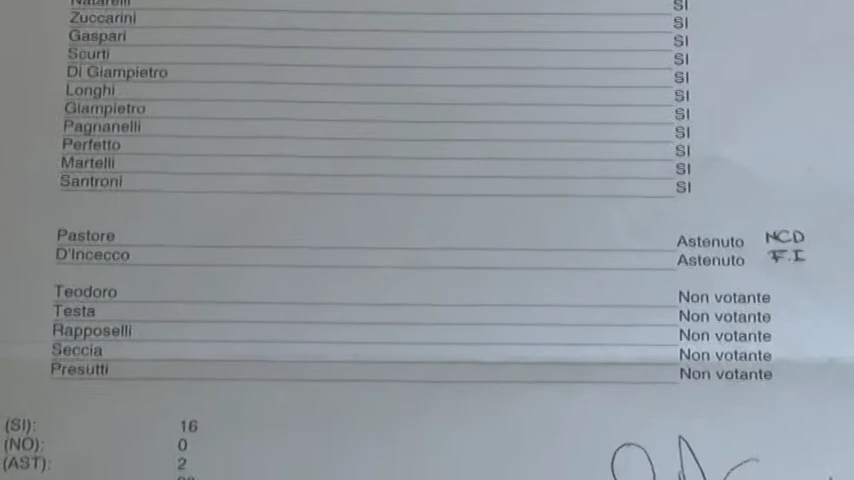 Natarelli SI
Zuccarini SI
Gaspari SI
Scurti SI
Di Giampietro SI
Longhi SI
Giampietro SI
Pagnanelli SI
Perfetto SI
Martelli SI
Santroni SI
Pastore Astenuto NCD
D'Incecco Astenuto F.I
Teodoro Non votante
Testa Non votante
Rapposelli Non votante
Seccia Non votante
Presutti Non votante
(SI): 16
(NO): 0
(AST): 2